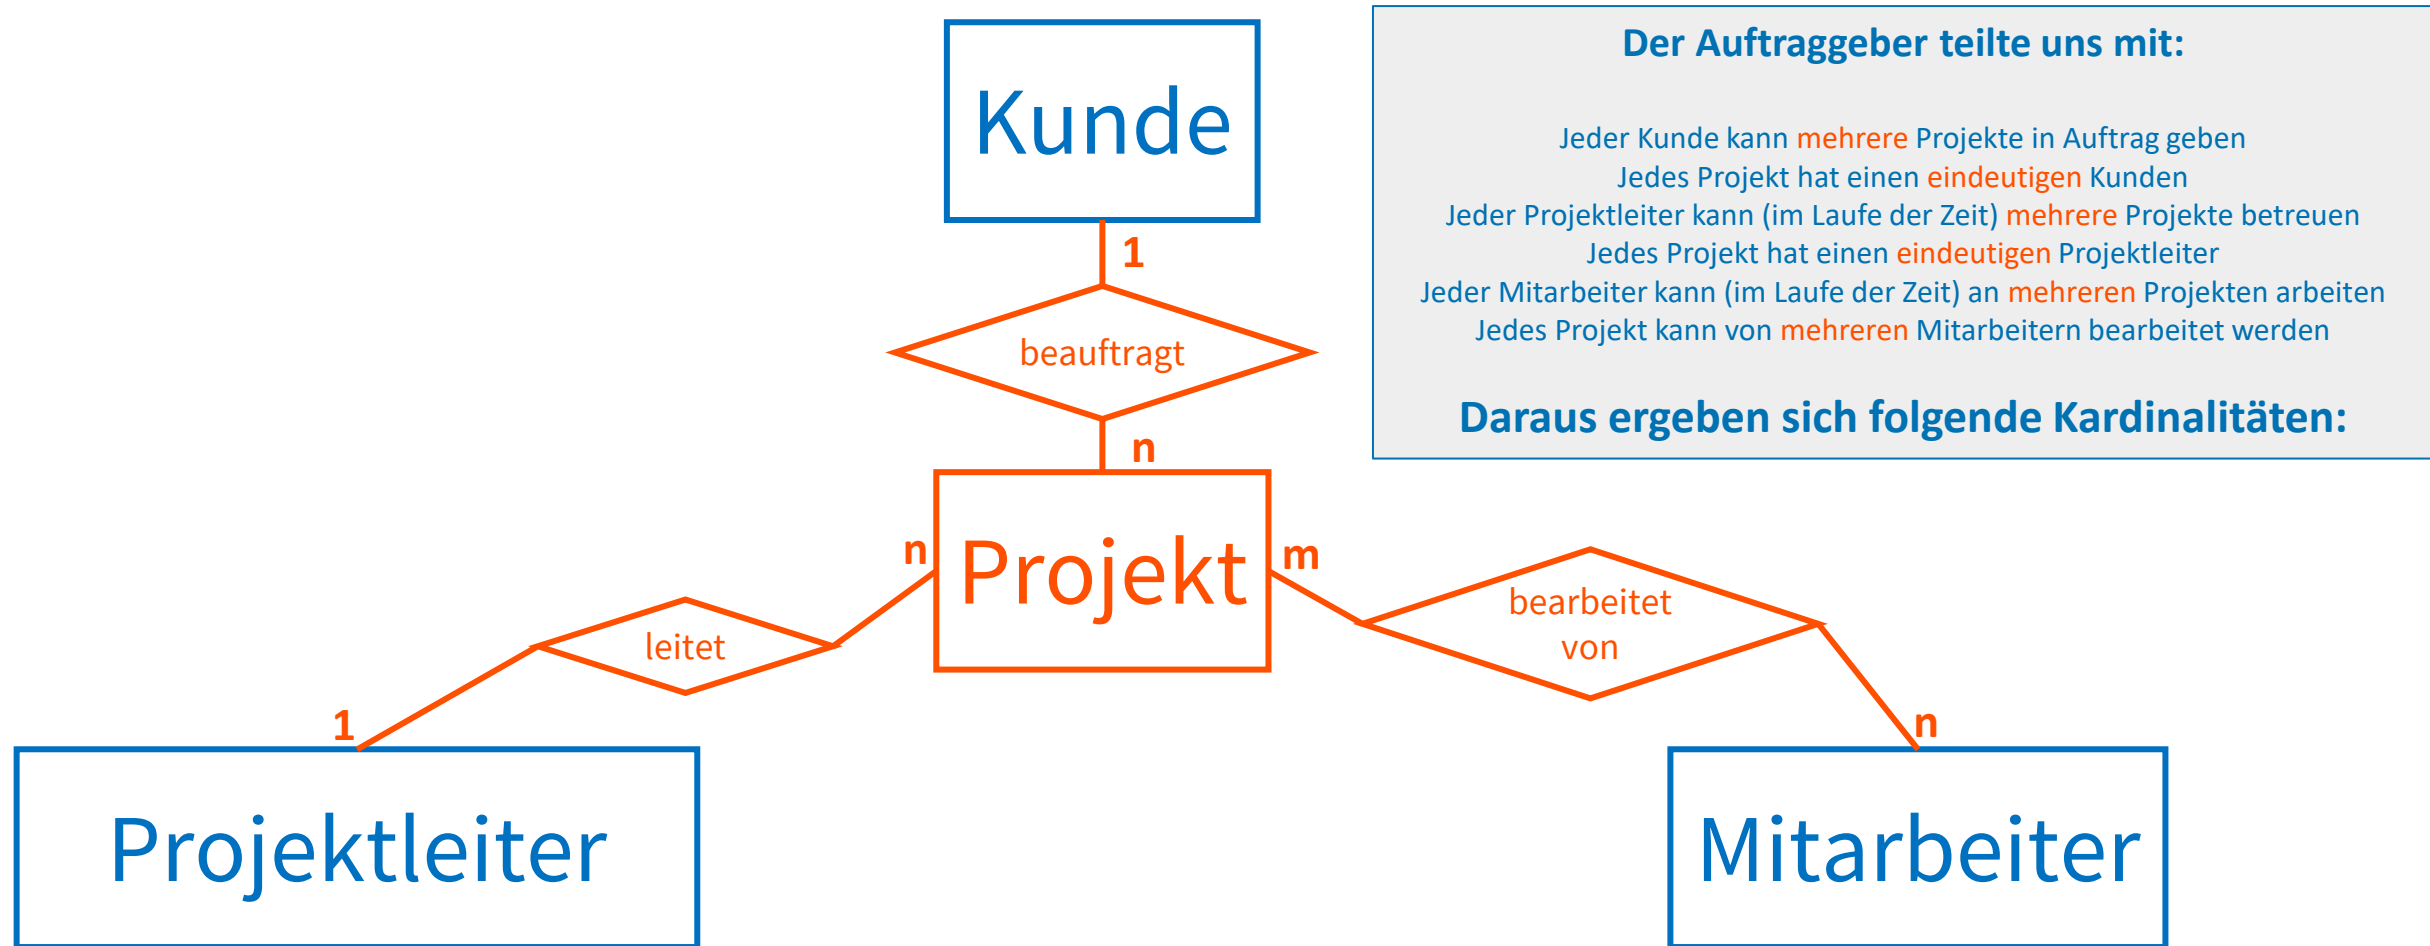 Kunde
1
beauftragt
n
Projekt
n
m
leitet
1
Projektleiter
bearbeitet
von
n
Mitarbeiter
Der Auftraggeber teilte uns mit:
Jeder Kunde kann mehrere Projekte in Auftrag geben
Jedes Projekt hat einen eindeutigen Kunden
Jeder Projektleiter kann (im Laufe der Zeit) mehrere Projekte betreuen
Jedes Projekt hat einen eindeutigen Projektleiter
Jeder Mitarbeiter kann (im Laufe der Zeit) an mehreren Projekten arbeiten
Jedes Projekt kann von mehreren Mitarbeitern bearbeitet werden
Daraus ergeben sich folgende Kardinalitäten: